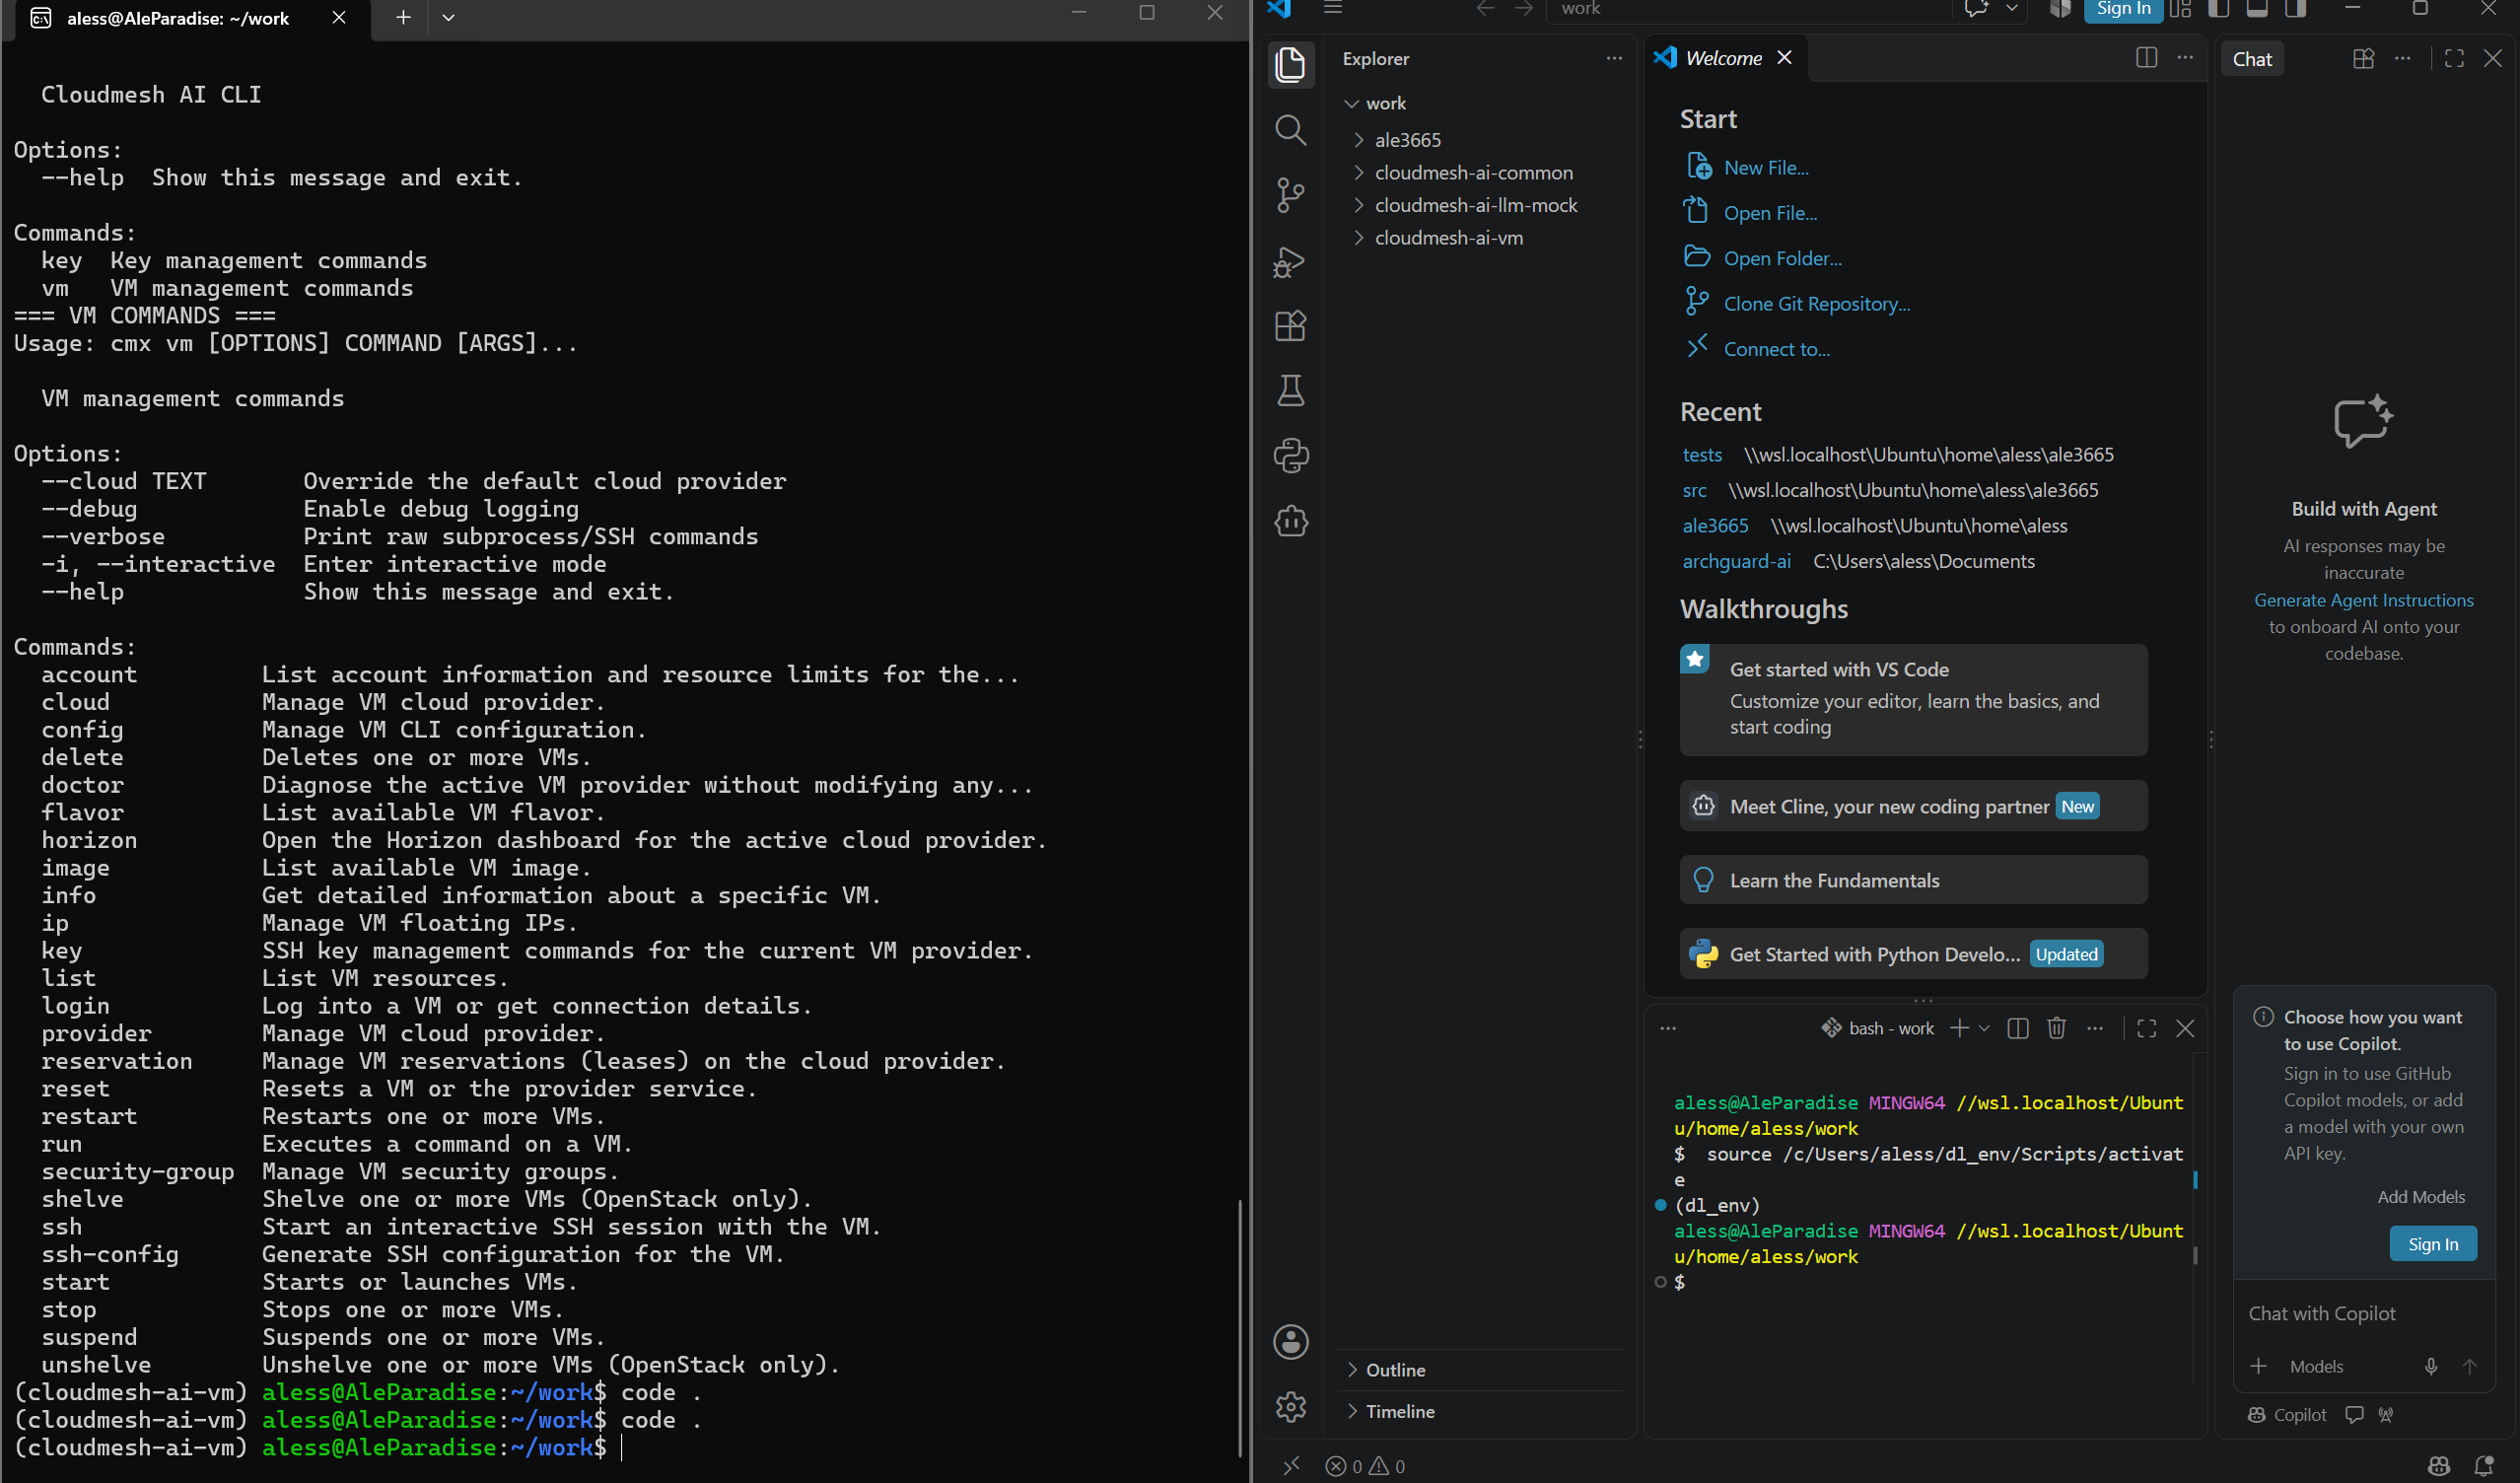 aless@AleParadise: ~/work
Cloudmesh AI CLI
Options:
--help  Show this message and exit.
Commands:
key  Key management commands
vm   VM management commands
=== VM COMMANDS ===
Usage: cmx vm [OPTIONS] COMMAND [ARGS]...
VM management commands
Options:
--cloud TEXT       Override the default cloud provider
--debug            Enable debug logging
--verbose          Print raw subprocess/SSH commands
-i, --interactive  Enter interactive mode
--help             Show this message and exit.
Commands:
account         List account information and resource limits for the...
cloud           Manage VM cloud provider.
config          Manage VM CLI configuration.
delete          Deletes one or more VMs.
doctor          Diagnose the active VM provider without modifying any...
flavor          List available VM flavor.
horizon         Open the Horizon dashboard for the active cloud provider.
image           List available VM image.
info            Get detailed information about a specific VM.
ip              Manage VM floating IPs.
key             SSH key management commands for the current VM provider.
list            List VM resources.
login           Log into a VM or get connection details.
provider        Manage VM cloud provider.
reservation     Manage VM reservations (leases) on the cloud provider.
reset           Resets a VM or the provider service.
restart         Restarts one or more VMs.
run             Executes a command on a VM.
security-group  Manage VM security groups.
shelve          Shelve one or more VMs (OpenStack only).
ssh             Start an interactive SSH session with the VM.
ssh-config      Generate SSH configuration for the VM.
start           Starts or launches VMs.
stop            Stops one or more VMs.
suspend         Suspends one or more VMs.
unshelve        Unshelve one or more VMs (OpenStack only).
(cloudmesh-ai-vm) aless@AleParadise:~/work$ code .
(cloudmesh-ai-vm) aless@AleParadise:~/work$ code .
(cloudmesh-ai-vm) aless@AleParadise:~/work$
work
Sign In
Explorer
work
ale3665
cloudmesh-ai-common
cloudmesh-ai-llm-mock
cloudmesh-ai-vm
Outline
Timeline
0 0
Welcome
Start
New File...
Open File...
Open Folder...
Clone Git Repository...
Connect to...
Recent
tests \\wsl.localhost\Ubuntu\home\aless\ale3665
src \\wsl.localhost\Ubuntu\home\aless\ale3665
ale3665 \\wsl.localhost\Ubuntu\home\aless
archguard-ai C:\Users\aless\Documents
Walkthroughs
Get started with VS Code
Customize your editor, learn the basics, and
start coding
Meet Cline, your new coding partner New
Learn the Fundamentals
Get Started with Python Develo... Updated
bash - work
aless@AleParadise MINGW64 //wsl.localhost/Ubunt
u/home/aless/work
$  source /c/Users/aless/dl_env/Scripts/activat
e
(dl_env)
aless@AleParadise MINGW64 //wsl.localhost/Ubunt
u/home/aless/work
$
Chat
Build with Agent
AI responses may be
inaccurate
Generate Agent Instructions
to onboard AI onto your
codebase.
Choose how you want
to use Copilot.
Sign in to use GitHub
Copilot models, or add
a model with your own
API key.
Add Models
Sign In
Chat with Copilot
Models
Copilot